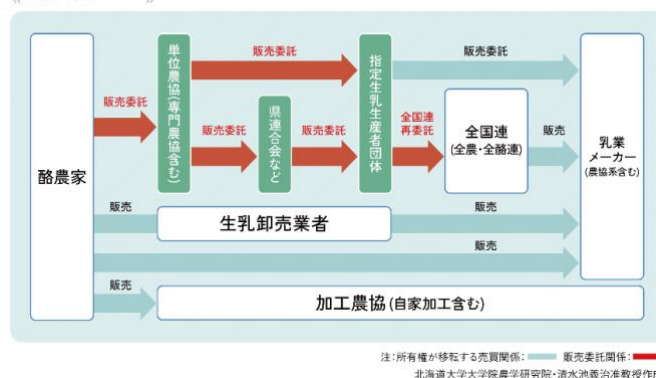 販売委託
販売委託
単位農協(専門農協含む)
指定生乳生産者団体
販売委託
販売委託
販売委託
県連合会など
全国連
再委託
全国連
(全農・全酪連)
販売
乳業
メーカー
(農協系含む)
酪農家
販売
生乳卸売業者
販売
販売
販売
加工農協(自家加工含む)
注:所有権が移転する売買関係:
販売委託関係:
北海道大学大学院農学研究院・清水池義治准教授作成